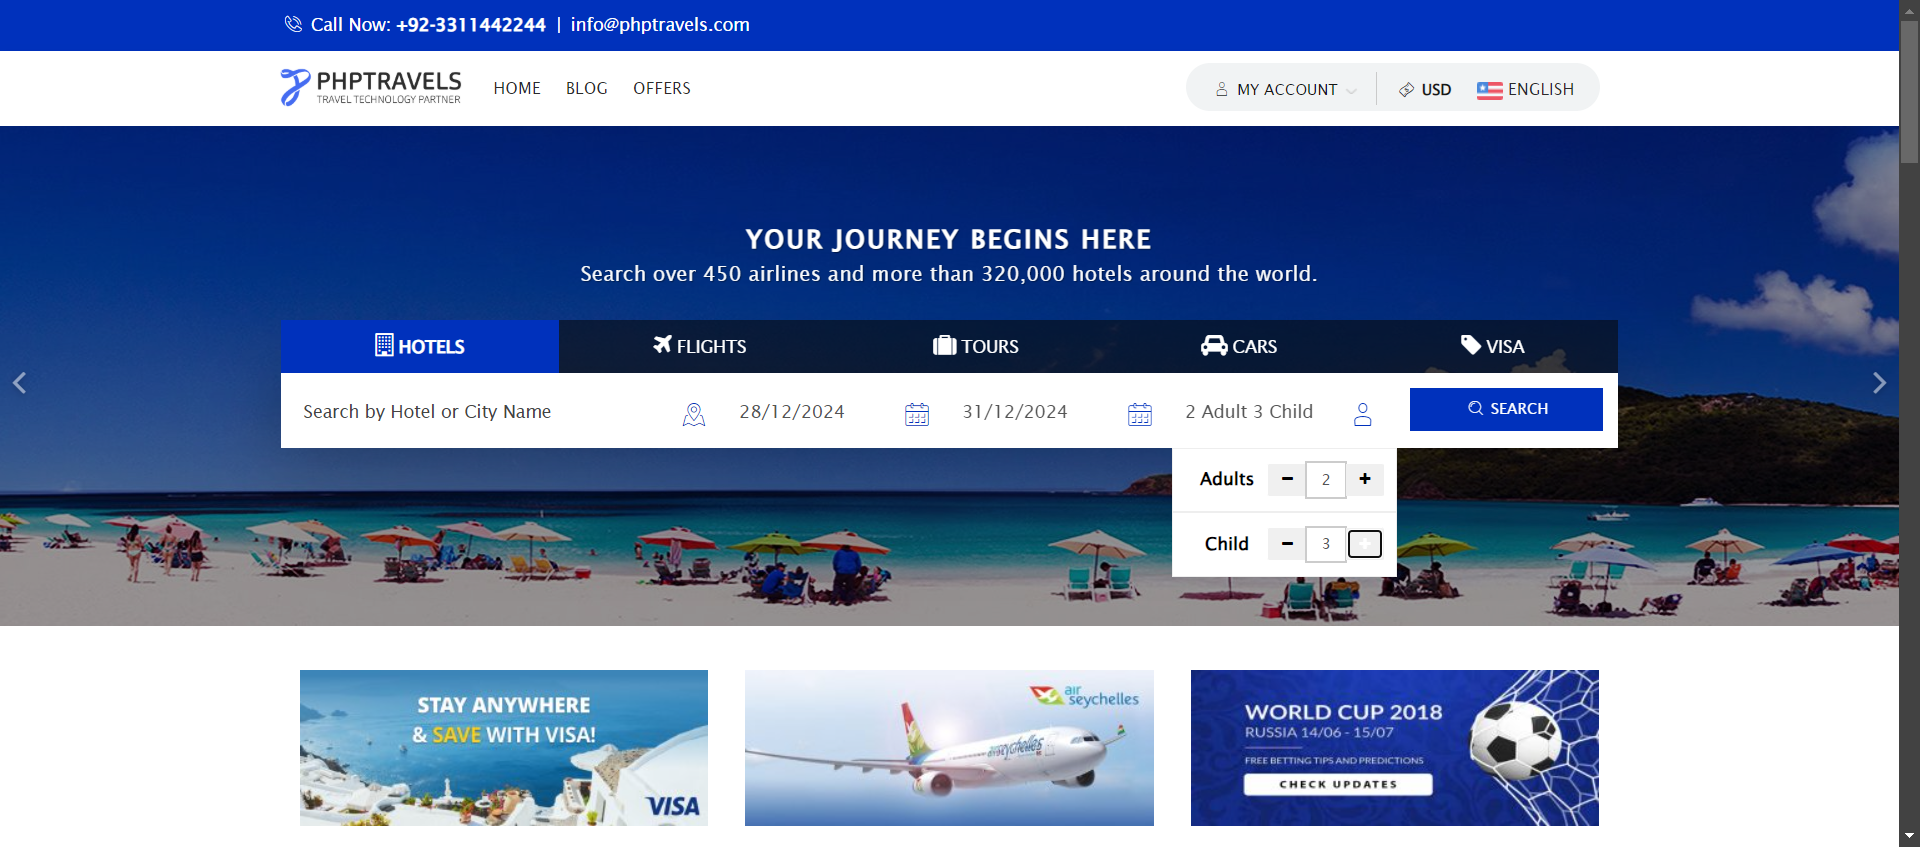 Call Now: +92-3311442244 | info@phptravels.com
PHPTRAVELS
TRAVEL TECHNOLOGY PARTNER
HOME BLOG OFFERS
MY ACCOUNT USD ENGLISH
YOUR JOURNEY BEGINS HERE
Search over 450 airlines and more than 320,000 hotels around the world.
HOTELS FLIGHTS TOURS CARS VISA
Search by Hotel or City Name 28/12/2024 31/12/2024 2 Adult 3 Child SEARCH
Adults - 2 +
Child - 3 +
STAY ANYWHERE
& SAVE WITH VISA!
VISA
air
seychelles
airseychelles
WORLD CUP 2018
RUSSIA 14/06 - 15/07
FREE BETTING TIPS AND PREDICTIONS
CHECK UPDATES